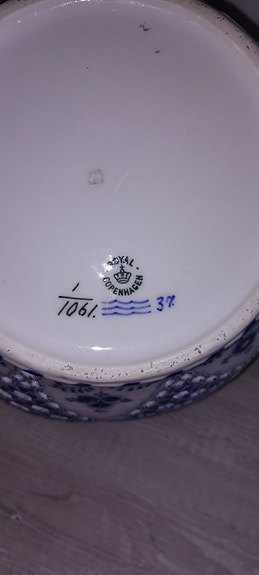 ROYAL
COPENHAGEN
1
1061. 37.